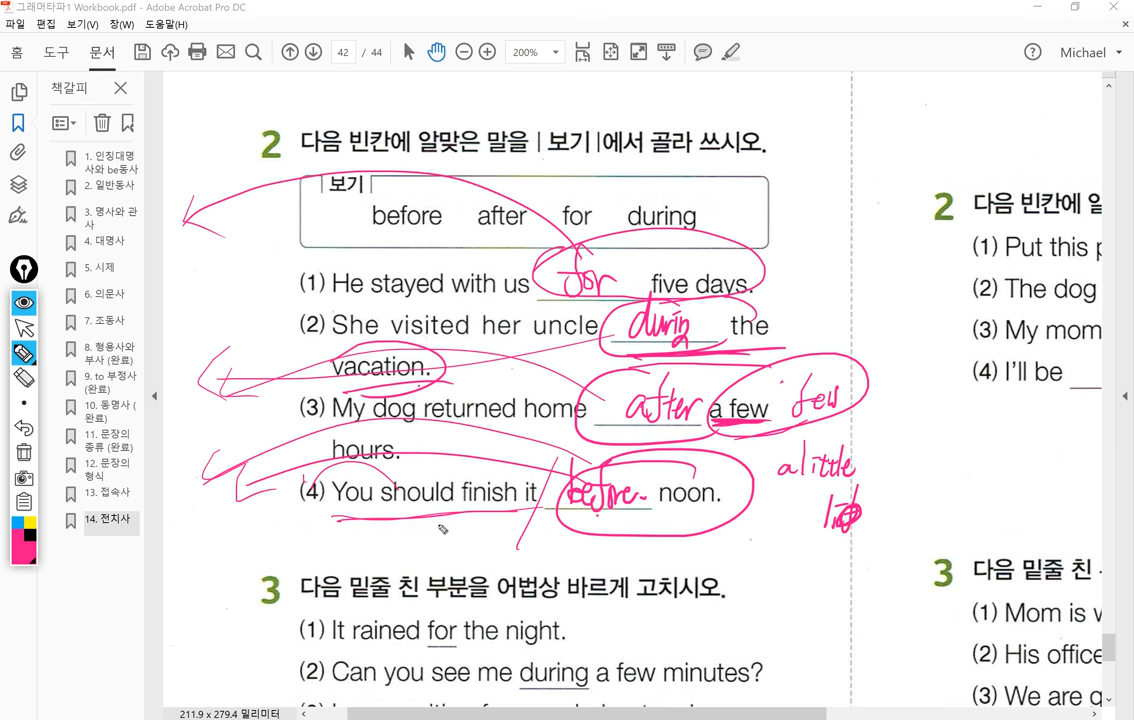 그래머타파1 Workbook.pdf - Adobe Acrobat Pro DC
파일 편집 보기(V) 창(W) 도움말(H)
홈 도구 문서 42 / 44 200% Michael
책갈피
1. 인칭대명
사와 be동사
2. 일반동사
3. 명사와 관
사
4. 대명사
5. 시제
6. 의문사
7. 조동사
8. 형용사와
부사 (완료)
9. to 부정사
(완료)
10. 동명사 (
완료)
11. 문장의
종류 (완료)
12. 문장의
형식
13. 접속사
14. 전치사
2 다음 빈칸에 알맞은 말을 | 보기 |에서 골라 쓰시오.
보기
before after for during
(1) He stayed with us for five days.
(2) She visited her uncle during the
vacation.
(3) My dog returned home after a few few
hours.
a little
(4) You should finish it before noon.
3 다음 밑줄 친 부분을 어법상 바르게 고치시오.
(1) It rained for the night.
(2) Can you see me during a few minutes?
2 다음 빈칸에 알
(1) Put this p
(2) The dog
(3) My mom
(4) I'll be
3 다음 밑줄 친
(1) Mom is w
(2) His office
(3) We are g
211.9 x 279.4 밀리미터